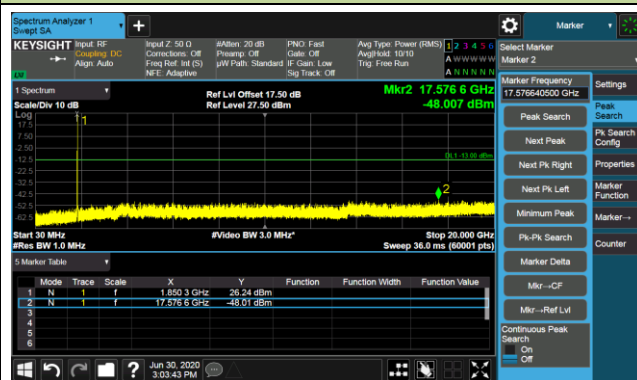 Spectrum Analyzer 1
Swept SA
Marker
KEYSIGHT
Input: RF
Coupling: DC
Align: Auto
Input Z: 50 Ω
Corrections: Off
Freq Ref: Int (S)
NFE: Adaptive
#Atten: 20 dB
Preamp: Off
µW Path: Standard
PNO: Fast
Gate: Off
IF Gain: Low
Sig Track: Off
Avg Type: Power (RMS)
Avg|Hold: 10/10
Trig: Free Run
1 2 3 4 5 6
A W W W W W
A N N N N N
LXI
Select Marker
Marker 2
1 Spectrum
Scale/Div 10 dB
Ref Lvl Offset 17.50 dB
Ref Level 27.50 dBm
Mkr2 17.576 6 GHz
-48.007 dBm
Log
17.5
7.50
-2.50
-12.5
-22.5
-32.5
-42.5
-52.5
-62.5
1
DL1 -13.00 dBm
2
Start 30 MHz
#Res BW 1.0 MHz
#Video BW 3.0 MHz*
Stop 20.000 GHz
Sweep 36.0 ms (60001 pts)
5 Marker Table
Mode Trace Scale X Y Function Function Width Function Value
1 N 1 f 1.850 3 GHz 26.24 dBm
2 N 1 f 17.576 6 GHz -48.01 dBm
3
4
5
6
Marker Frequency
17.576640500 GHz
Peak Search
Next Peak
Next Pk Right
Next Pk Left
Minimum Peak
Pk-Pk Search
Marker Delta
Mkr→CF
Mkr→Ref Lvl
Continuous Peak
Search
On
Off
Settings
Peak
Search
Pk Search
Config
Properties
Marker
Function
Marker→
Counter
Jun 30, 2020
3:03:43 PM